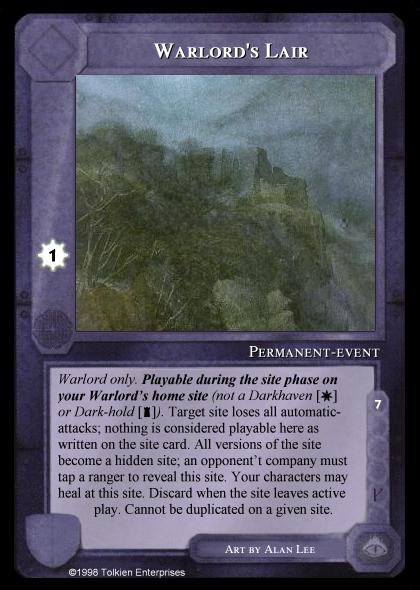 WARLORD'S LAIR
1
PERMANENT-EVENT
Warlord only. Playable during the site phase on
your Warlord's home site (not a Darkhaven []
or Dark-hold []). Target site loses all automatic-
attacks; nothing is considered playable here as
written on the site card. All versions of the site
become a hidden site; an opponent's company must
tap a ranger to reveal this site. Your characters may
heal at this site. Discard when the site leaves active
play. Cannot be duplicated on a given site.
7
ART BY ALAN LEE
©1998 Tolkien Enterprises